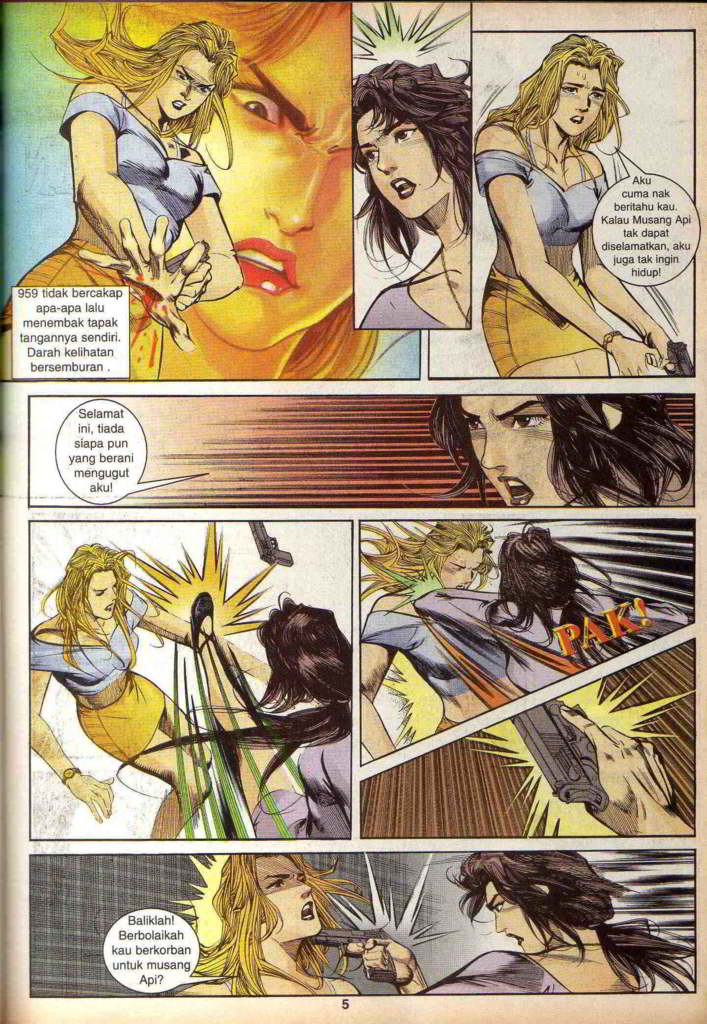 959 tidak bercakap
apa-apa lalu
menembak tapak
tangannya sendiri.
Darah kelihatan
bersemburan .
Aku
cuma nak
beritahu kau.
Kalau Musang Api
tak dapat
diselamatkan, aku
juga tak ingin
hidup!
Selamat
ini, tiada
siapa pun
yang berani
mengugut
aku!
PAK!
Baliklah!
Berbolaikah
kau berkorban
untuk musang
Api?
5